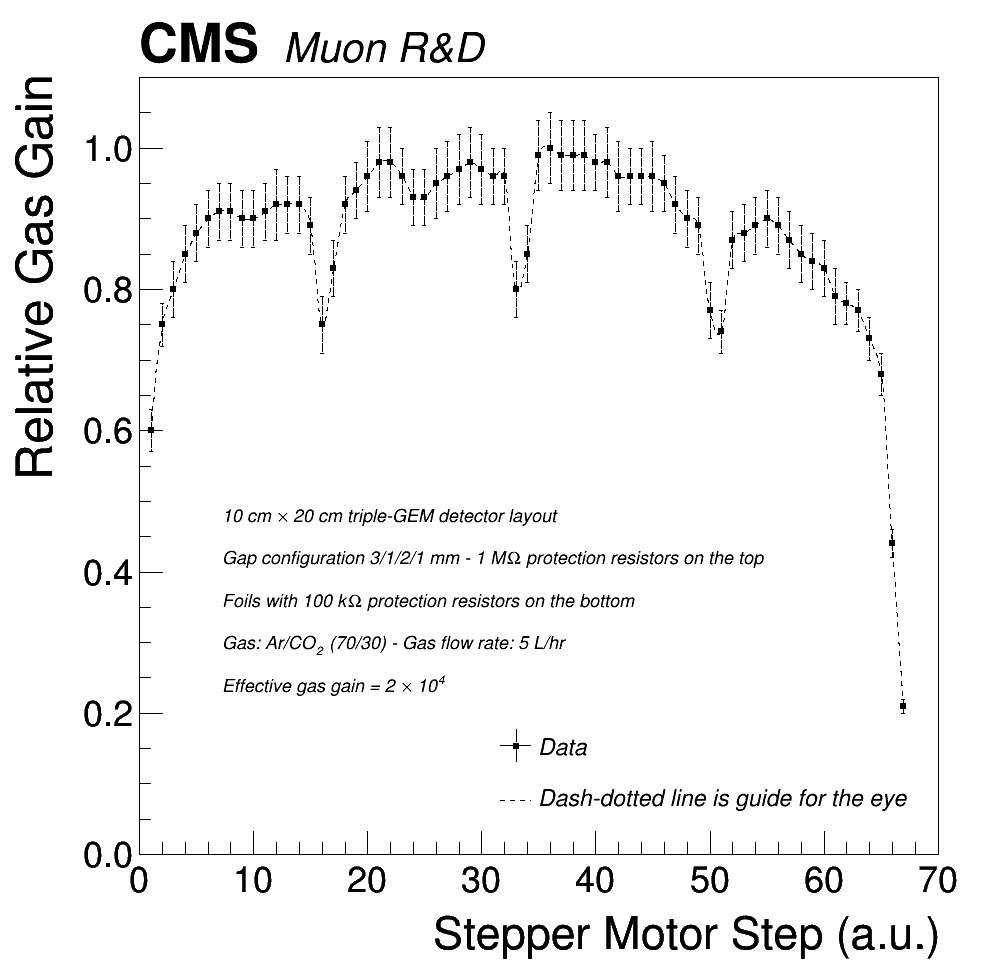 CMS Muon R&D
Relative Gas Gain
1.0
0.8
0.6
0.4
0.2
0.0
10 cm × 20 cm triple-GEM detector layout
Gap configuration 3/1/2/1 mm - 1 MΩ protection resistors on the top
Foils with 100 kΩ protection resistors on the bottom
Gas: Ar/CO₂ (70/30) - Gas flow rate: 5 L/hr
Effective gas gain = 2 × 10⁴
Data
Dash-dotted line is guide for the eye
0 10 20 30 40 50 60 70
Stepper Motor Step (a.u.)